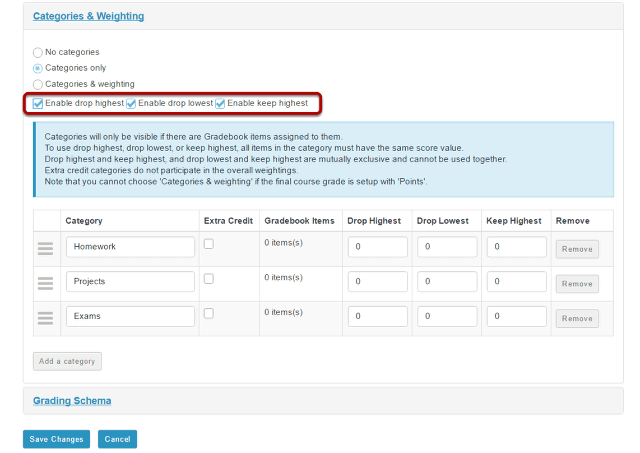 Categories & Weighting
No categories
Categories only
Categories & weighting
Enable drop highest Enable drop lowest Enable keep highest
Categories will only be visible if there are Gradebook items assigned to them.
To use drop highest, drop lowest, or keep highest, all items in the category must have the same score value.
Drop highest and keep highest, and drop lowest and keep highest are mutually exclusive and cannot be used together.
Extra credit categories do not participate in the overall weightings.
Note that you cannot choose 'Categories & weighting' if the final course grade is setup with 'Points'.
Category Extra Credit Gradebook Items Drop Highest Drop Lowest Keep Highest Remove
Homework 0 items(s) 0 0 0 Remove
Projects 0 items(s) 0 0 0 Remove
Exams 0 items(s) 0 0 0 Remove
Add a category
Grading Schema
Save Changes Cancel